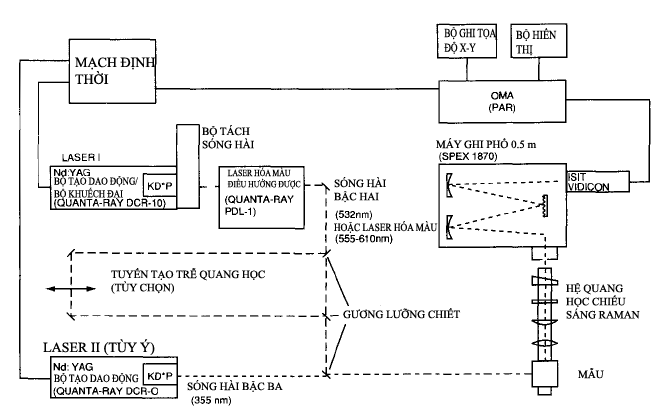 BỘ GHI TỌA
ĐỘ X-Y
BỘ HIÊN
THỊ
MẠCH ĐỊNH
THỜI
OMA
(PAR)
BỘ TÁCH
SÓNG HÀI
MÁY GHI PHỔ 0.5 m
(SPEX 1870)
LASER I
Nd:YAG
BỘ TẠO DAO ĐỘNG/
BỘ KHUẾCH ĐẠI
(QUANTA-RAY DCR-10)
KD*P
LASER HÓA MÀU
ĐIỀU HƯỚNG ĐƯỢC
(QUANTA-RAY
PDL-1)
SÓNG HÀI
BẬC HAI
(532nm)
HOẶC LASER HÓA MÀU
(555-610nm)
ISIT
VIDICON
TUYẾN TẠO TRỄ QUANG HỌC
(TÙY CHỌN)
HỆ QUANG
HỌC CHIẾU
SÁNG RAMAN
GƯƠNG LƯỠNG CHIẾT
LASER II (TÙY Ý)
Nd: YAG
BỘ TẠO DAO ĐỘNG
(QUANTA-RAY DCR-O
KD*P
SÓNG HÀI BẬC BA
(355 nm)
MẪU